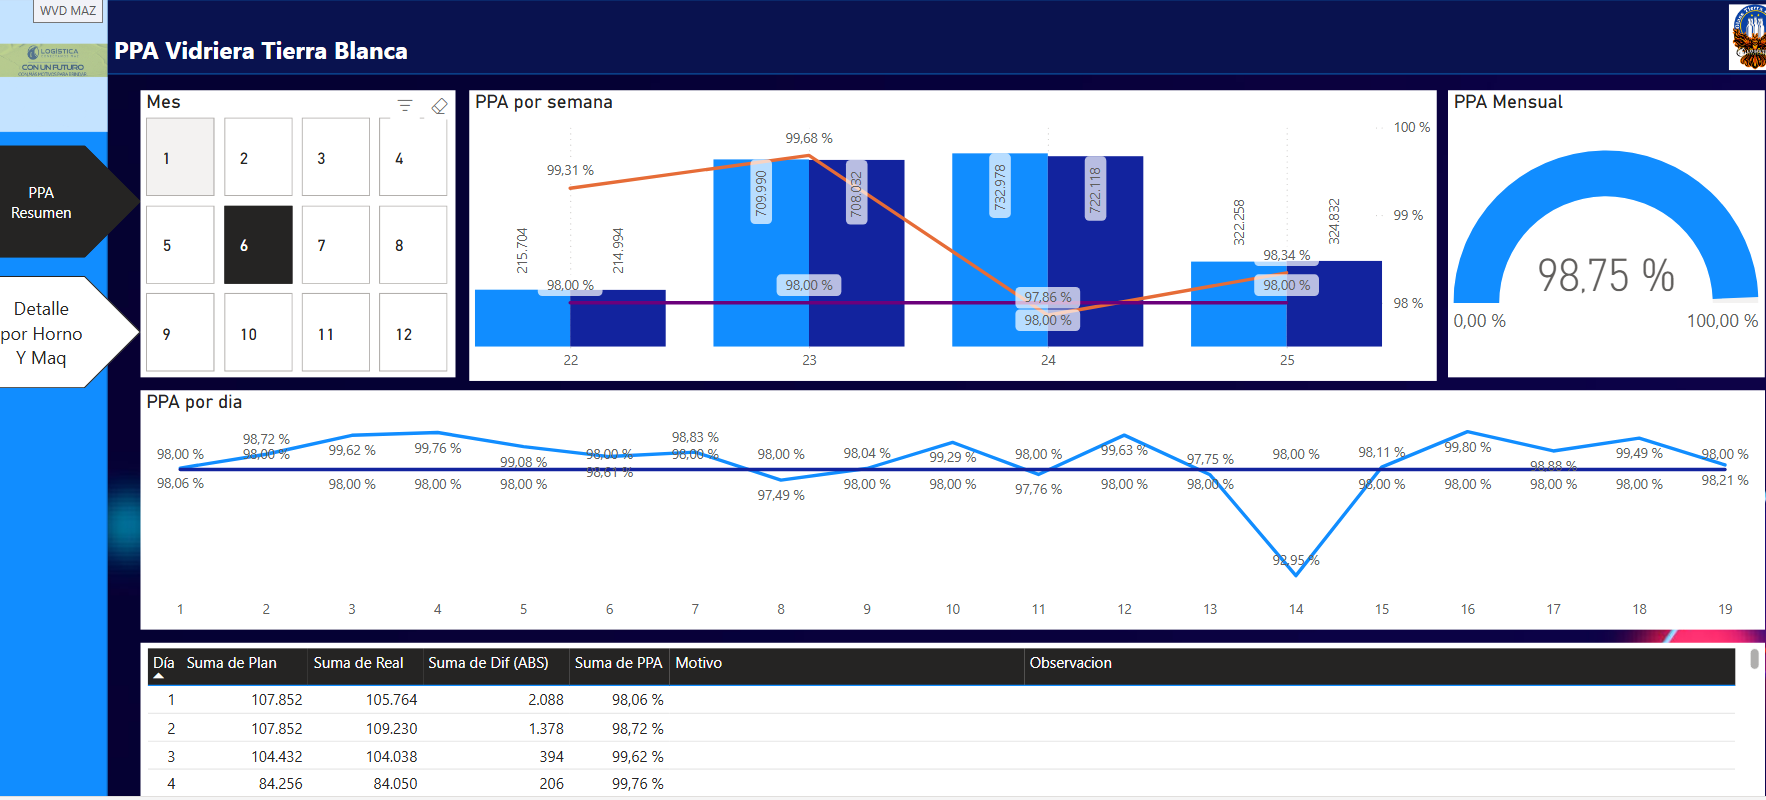 WVD MAZ
LOGÍSTICA
CON UN FUTURO
PPA Vidriera Tierra Blanca
PPA
Resumen
Detalle
por Horno
Y Maq
Mes
1 2 3 4
5 6 7 8
9 10 11 12
PPA por semana
100 %
99,68 %
99,31 %
709.990 708.032 732.978 722.118
99 %
215.704 214.994 322.258 324.832
98,34 %
98,00 % 98,00 % 97,86 % 98,00 %
98 %
98,00 %
22 23 24 25
PPA Mensual
98,75 %
0,00 % 100,00 %
PPA por dia
98,00 % 98,72 % 99,62 % 99,76 % 99,08 % 98,00 % 98,83 % 98,00 % 98,04 % 99,29 % 98,00 % 99,63 % 97,75 % 98,00 % 98,11 % 99,80 % 98,88 % 99,49 % 98,00 %
98,06 % 98,00 % 98,00 % 98,00 % 98,00 % 98,61 % 98,00 % 97,49 % 98,00 % 98,00 % 97,76 % 98,00 % 98,00 % 92,95 % 98,00 % 98,00 % 98,00 % 98,00 % 98,21 %
1 2 3 4 5 6 7 8 9 10 11 12 13 14 15 16 17 18 19
Día Suma de Plan Suma de Real Suma de Dif (ABS) Suma de PPA Motivo Observacion
1 107.852 105.764 2.088 98,06 %
2 107.852 109.230 1.378 98,72 %
3 104.432 104.038 394 99,62 %
4 84.256 84.050 206 99,76 %